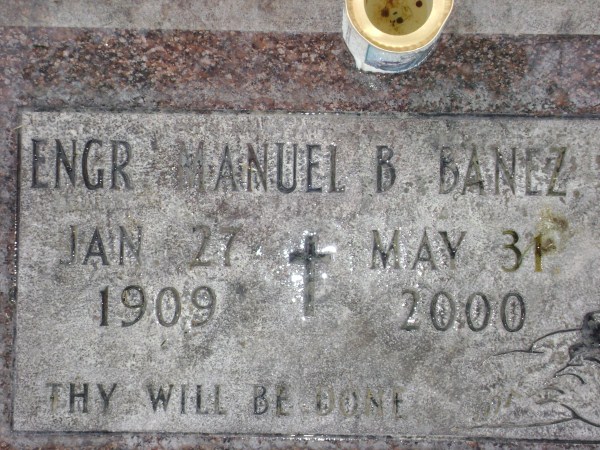 ENGR MANUEL B. BANEZ
JAN 27 MAY 31
1909 2000
THY WILL BE DONE